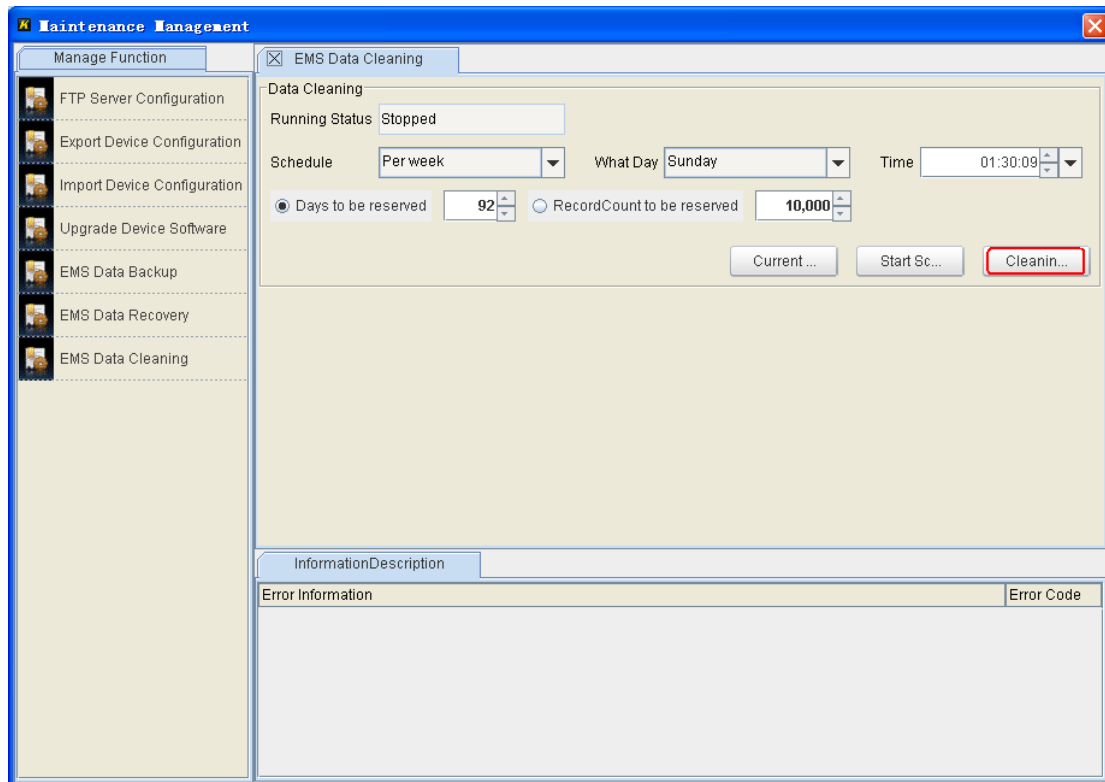 Maintenance Management
Manage Function
FTP Server Configuration
Export Device Configuration
Import Device Configuration
Upgrade Device Software
EMS Data Backup
EMS Data Recovery
EMS Data Cleaning
EMS Data Cleaning
Data Cleaning
Running Status Stopped
Schedule Per week What Day Sunday Time 01:30:09
Days to be reserved 92 RecordCount to be reserved 10,000
Current ... Start Sc... Cleanin...
InformationDescription
Error Information Error Code